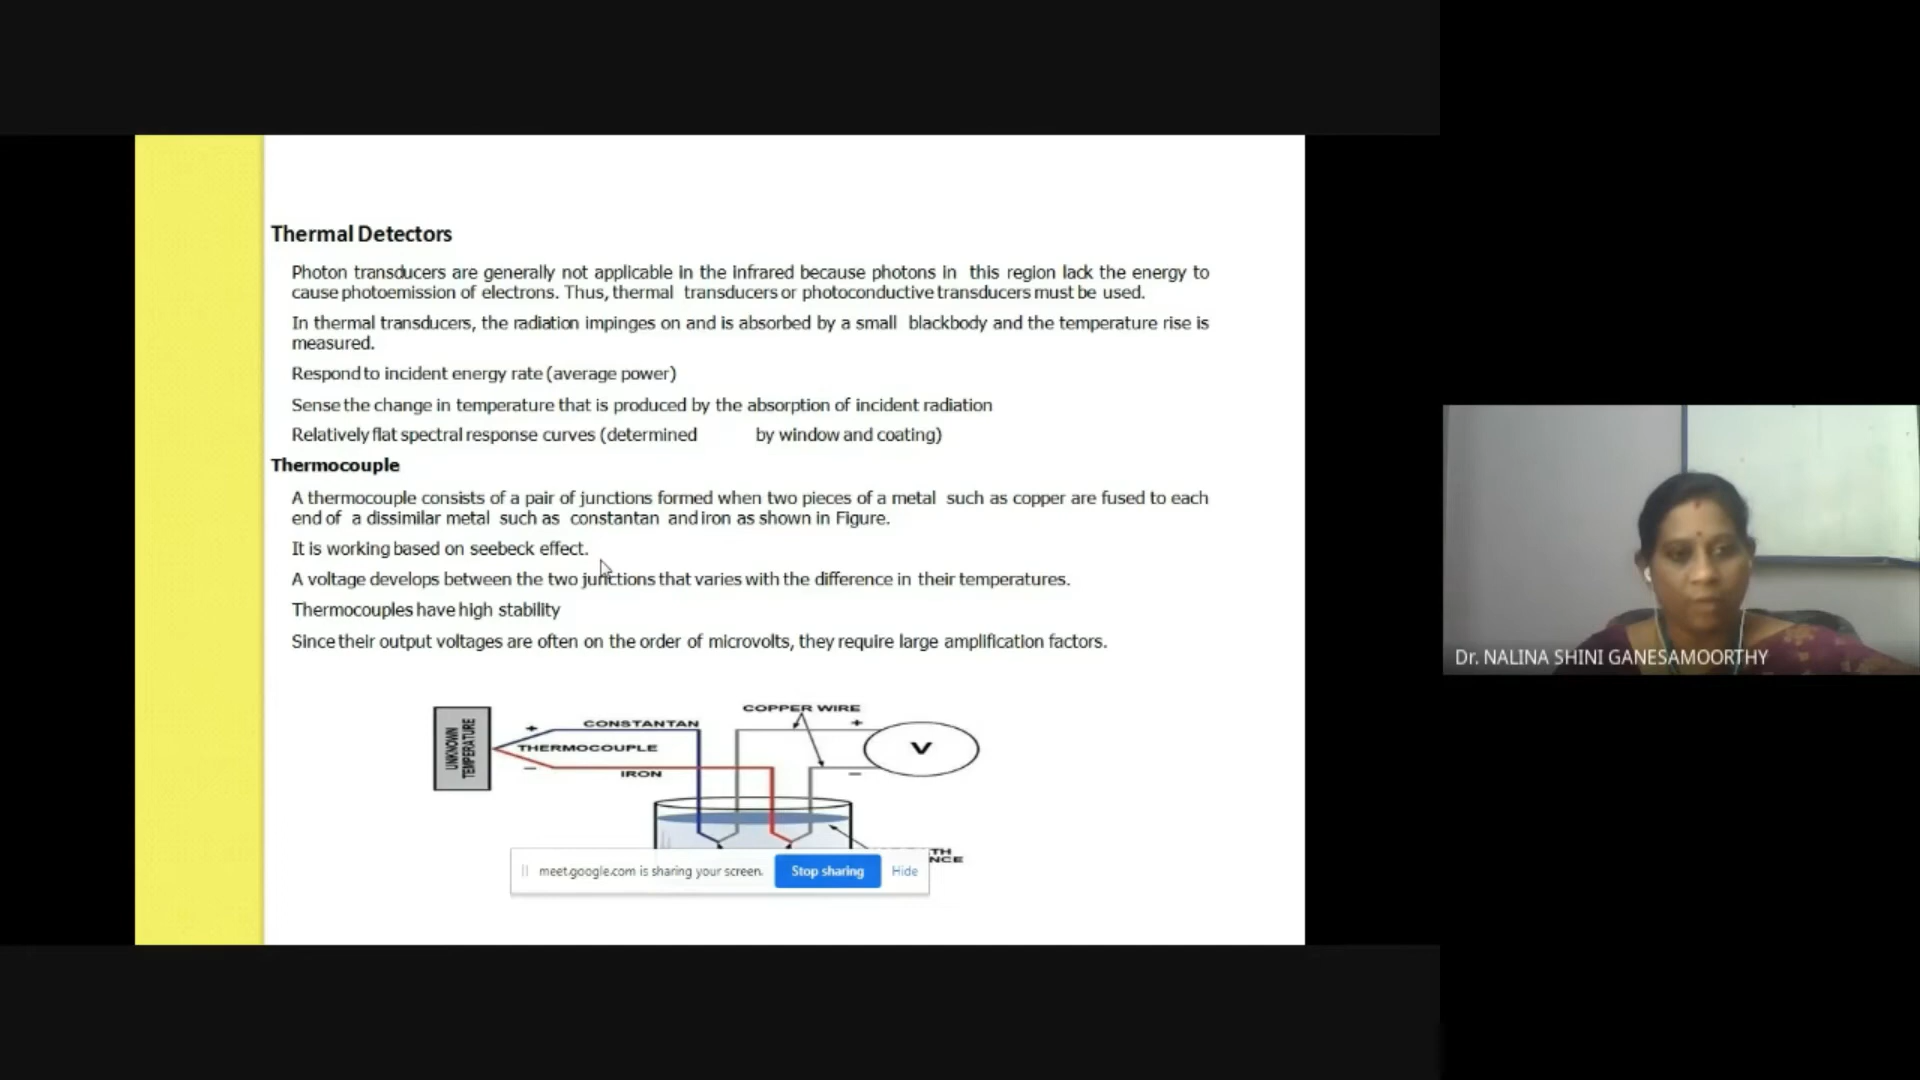 Thermal Detectors
Photon transducers are generally not applicable in the infrared because photons in this region lack the energy to
cause photoemission of electrons. Thus, thermal transducers or photoconductive transducers must be used.
In thermal transducers, the radiation impinges on and is absorbed by a small blackbody and the temperature rise is
measured.
Respond to incident energy rate (average power)
Sense the change in temperature that is produced by the absorption of incident radiation
Relatively flat spectral response curves (determined by window and coating)
Thermocouple
A thermocouple consists of a pair of junctions formed when two pieces of a metal such as copper are fused to each
end of a dissimilar metal such as constantan and iron as shown in Figure.
It is working based on seebeck effect.
A voltage develops between the two junctions that varies with the difference in their temperatures.
Thermocouples have high stability
Since their output voltages are often on the order of microvolts, they require large amplification factors.
COPPER WIRE
+ CONSTANTAN +
UNKNOWN
TEMPERATURE
THERMOCOUPLE
V
− IRON −
meet.google.com is sharing your screen. Stop sharing Hide
Dr. NALINA SHINI GANESAMOORTHY